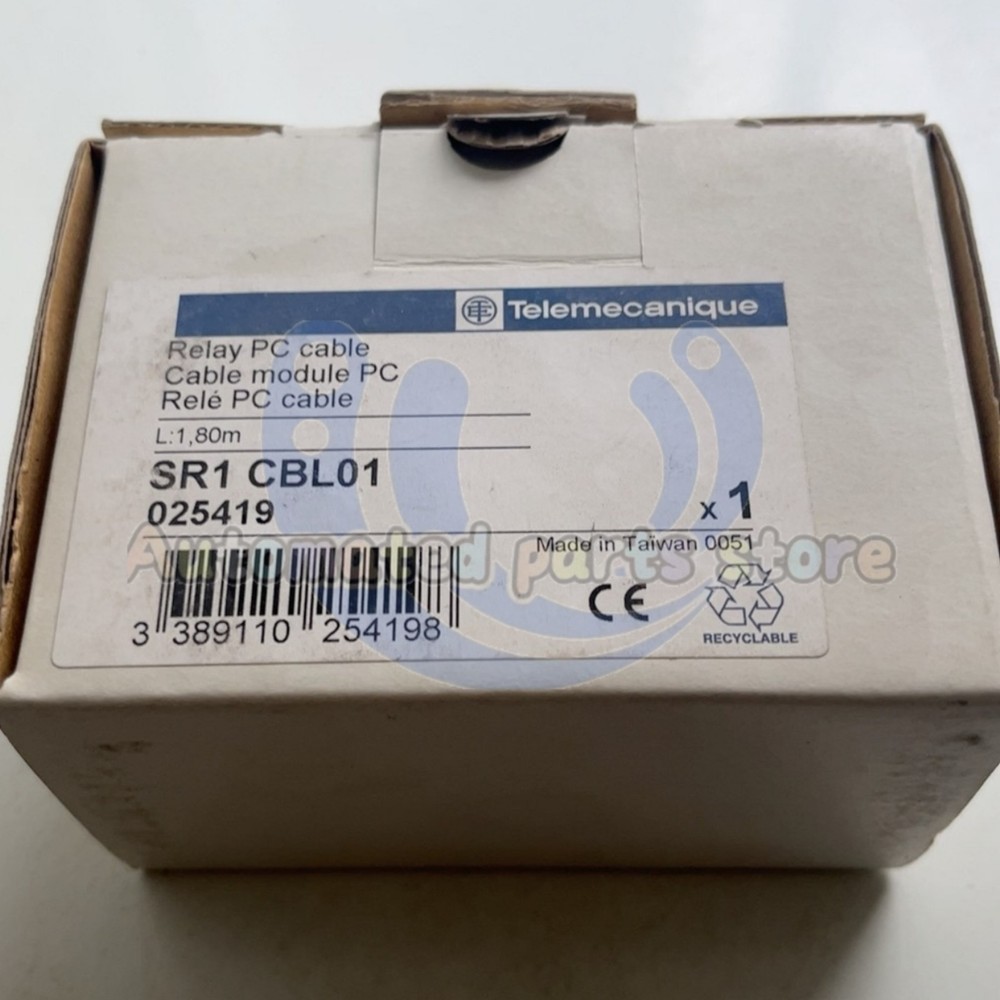 Telemecanique
Relay PC cable
Cable module PC
Relé PC cable
L:1,80m
SR1 CBL01
025419
x 1
Made in Taïwan 0051
Automated parts Store
CE
3 389110 254198
RECYCLABLE